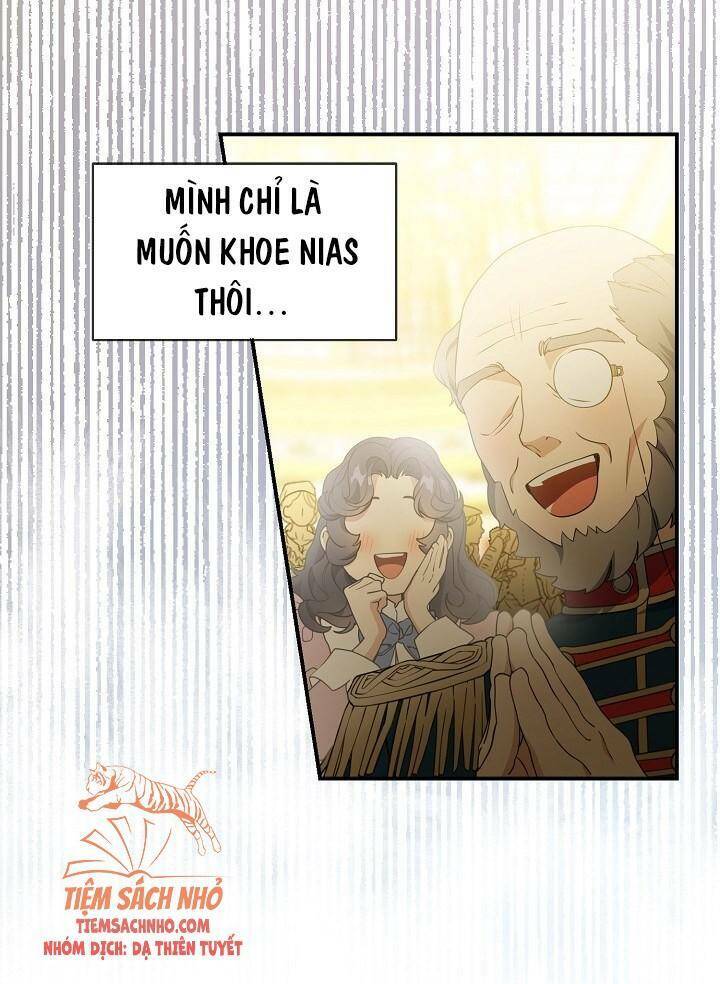 MÌNH CHỈ LÀ
MUỐN KHOE NIAS
THÔI...
TIỆM SÁCH NHỎ
TIEMSACHNHO.COM
NHÓM DỊCH: DẠ THIÊN TUYẾT